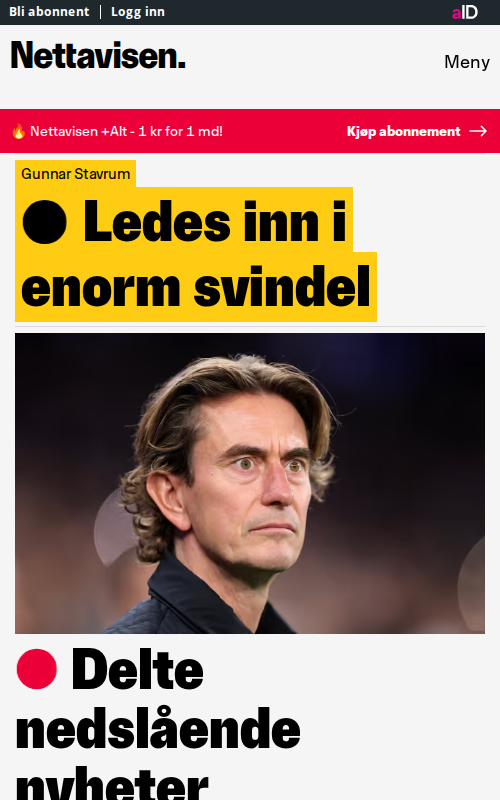 Bli abonnent
Logg inn
aID
Nettavisen.
Meny
🔥 Nettavisen +Alt - 1 kr for 1 md!
Kjøp abonnement →
Gunnar Stavrum
Ledes inn i
enorm svindel
Delte
nedslående
nyheter